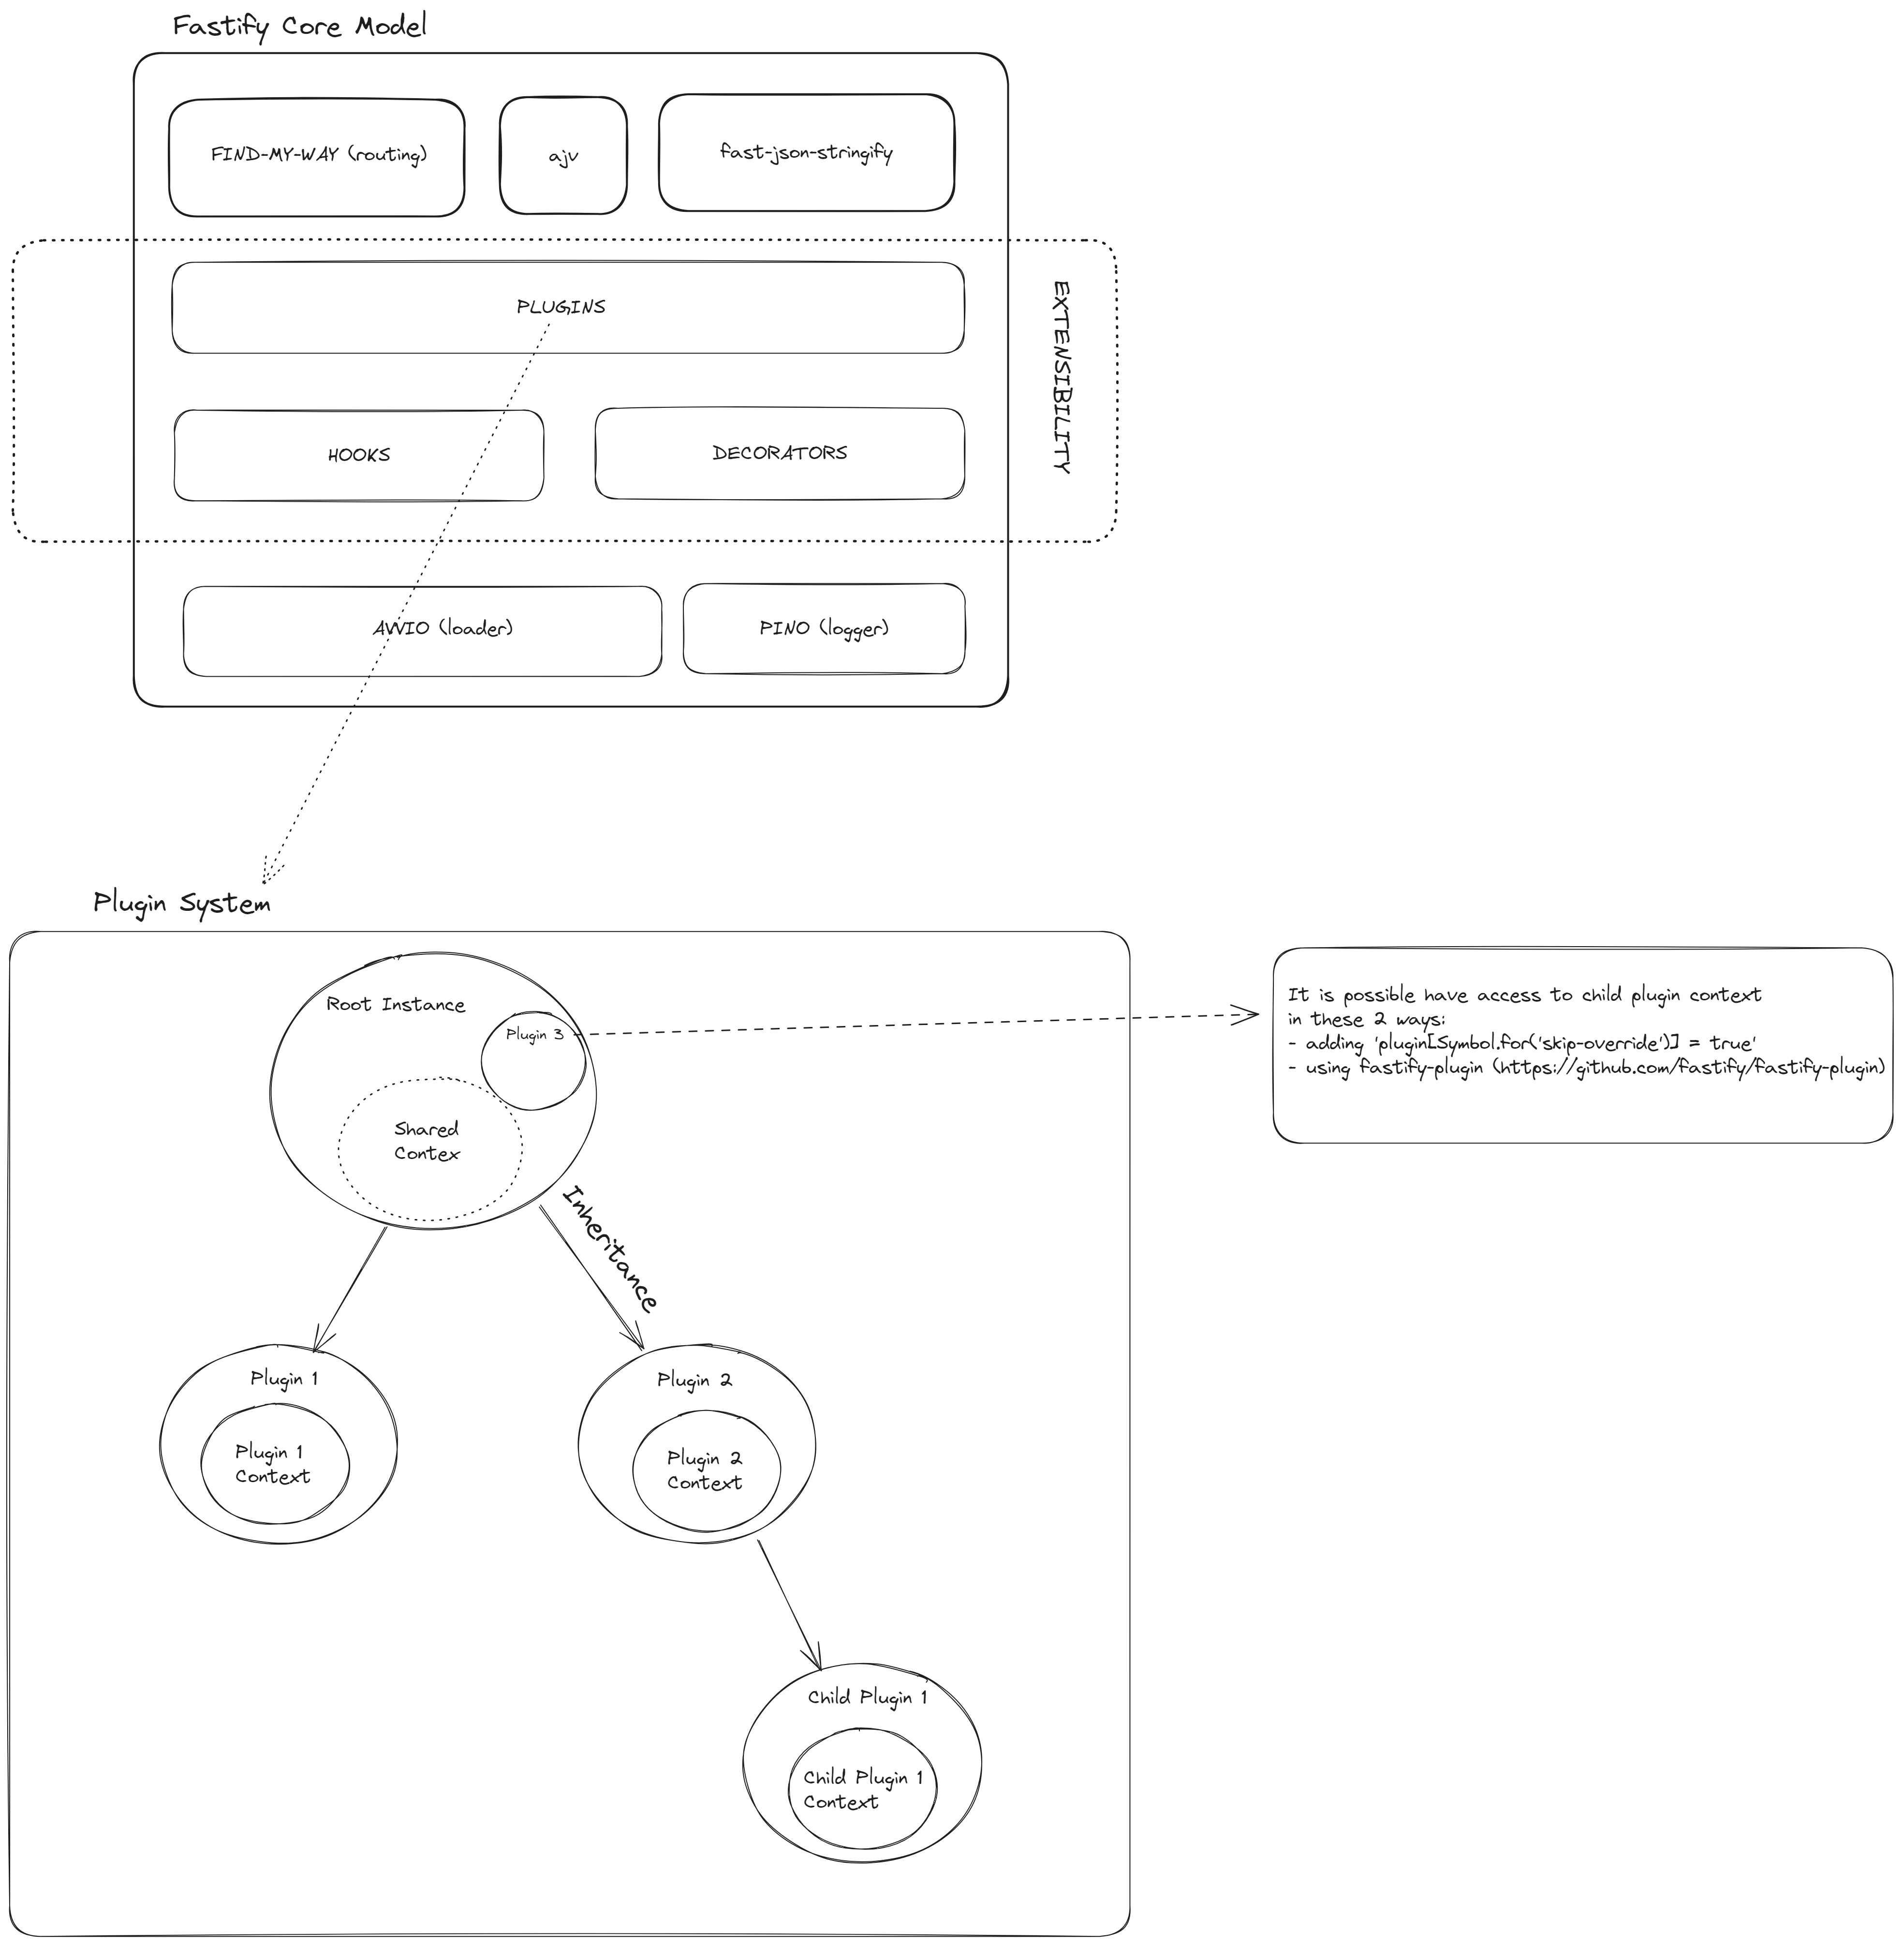 Fastify Core Model
FIND-MY-WAY (routing)
ajv
fast-json-stringify
PLUGINS
EXTENSIBILITY
HOOKS
DECORATORS
AVVIO (loader)
PINO (logger)
Plugin System
Root Instance
Plugin 3
Shared
Contex
Inheritance
It is possible have access to child plugin context
in these 2 ways:
- adding 'plugin[Symbol.for('skip-override')] = true'
- using fastify-plugin (https://github.com/fastify/fastify-plugin)
Plugin 1
Plugin 1
Context
Plugin 2
Plugin 2
Context
Child Plugin 1
Child Plugin 1
Context